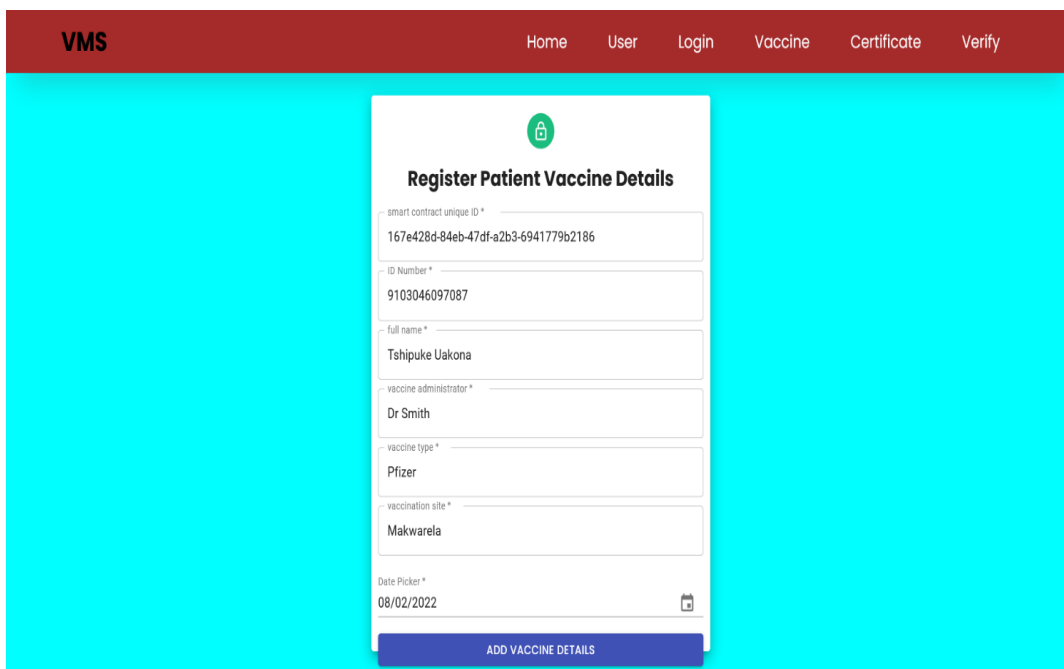 VMS Home User Login Vaccine Certificate Verify
Register Patient Vaccine Details
smart contract unique ID *
167e428d-84eb-47df-a2b3-6941779b2186
ID Number *
9103046097087
full name *
Tshipuke Uakona
vaccine administrator *
Dr Smith
vaccine type *
Pfizer
vaccination site *
Makwarela
Date Picker *
08/02/2022
ADD VACCINE DETAILS